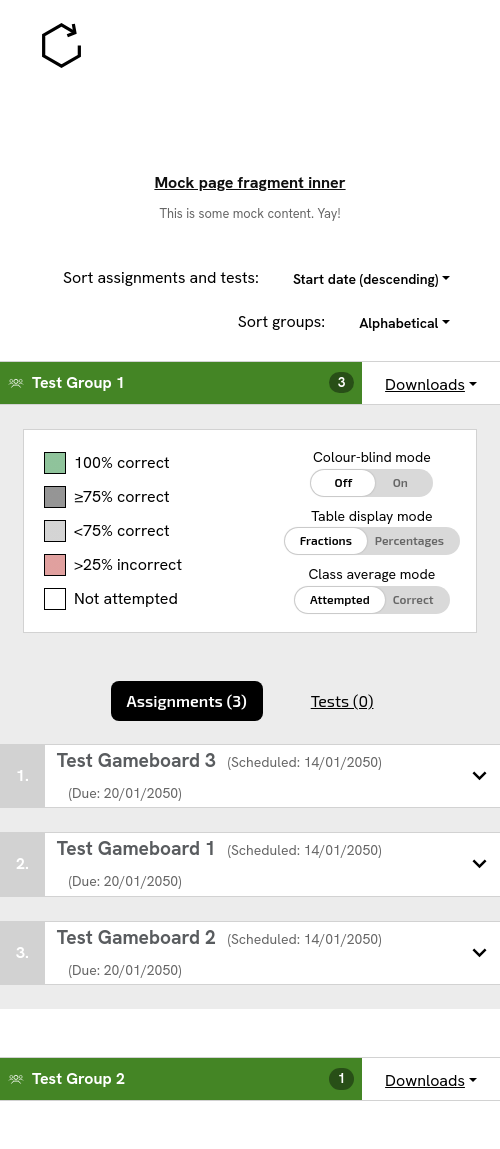 Mock page fragment inner
This is some mock content. Yay!
Sort assignments and tests: Start date (descending)
Sort groups: Alphabetical
Test Group 1 3 Downloads
100% correct
≥75% correct
<75% correct
>25% incorrect
Not attempted
Colour-blind mode
Off On
Table display mode
Fractions Percentages
Class average mode
Attempted Correct
Assignments (3) Tests (0)
1. Test Gameboard 3 (Scheduled: 14/01/2050)
(Due: 20/01/2050)
2. Test Gameboard 1 (Scheduled: 14/01/2050)
(Due: 20/01/2050)
3. Test Gameboard 2 (Scheduled: 14/01/2050)
(Due: 20/01/2050)
Test Group 2 1 Downloads